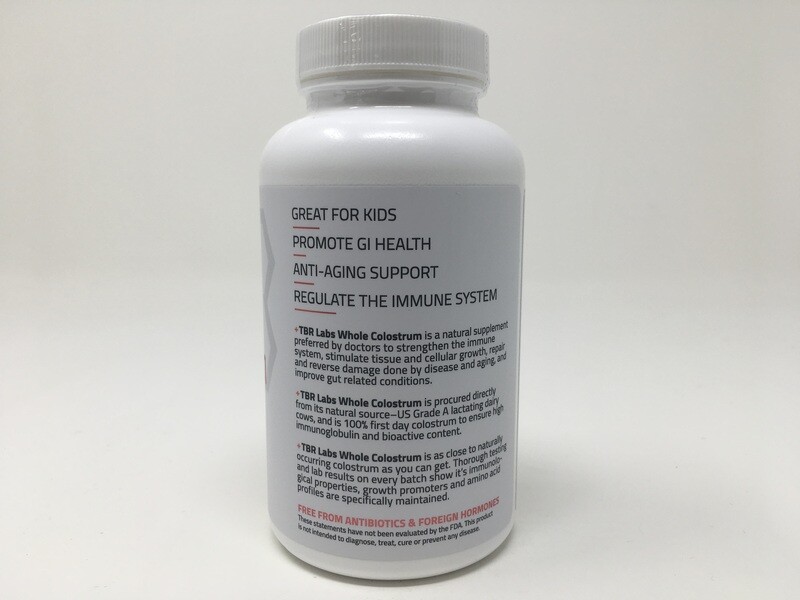 GREAT FOR KIDS
PROMOTE GI HEALTH
ANTI-AGING SUPPORT
REGULATE THE IMMUNE SYSTEM
+TBR Labs Whole Colostrum is a natural supplement
preferred by doctors to strengthen the immune
system, stimulate tissue and cellular growth, repair
and reverse damage done by disease and aging, and
improve gut related conditions.
+TBR Labs Whole Colostrum is procured directly
from its natural source–US Grade A lactating dairy
cows, and is 100% first day colostrum to ensure high
immunoglobulin and bioactive content.
+TBR Labs Whole Colostrum is as close to naturally
occurring colostrum as you can get. Thorough testing
and lab results on every batch show it's immunolo-
gical properties, growth promoters and amino acid
profiles are specifically maintained.
FREE FROM ANTIBIOTICS & FOREIGN HORMONES
These statements have not been evaluated by the FDA. This product
is not intended to diagnose, treat, cure or prevent any disease.